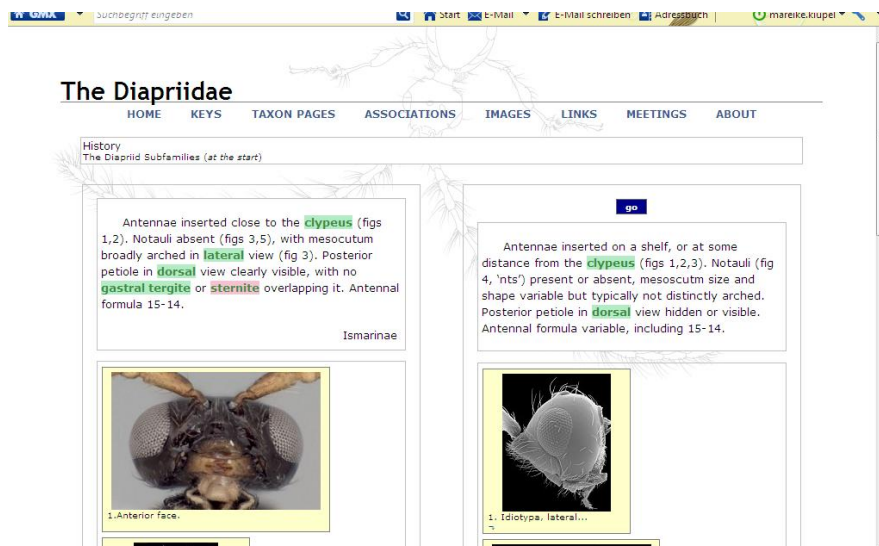 GMX Suchbegriff eingeben Start E-Mail E-Mail schreiben Adressbuch mareike.klupel
The Diapriidae
HOME KEYS TAXON PAGES ASSOCIATIONS IMAGES LINKS MEETINGS ABOUT
History
The Diapriid Subfamilies (at the start)
Antennae inserted close to the clypeus (figs
1,2). Notauli absent (figs 3,5), with mesocutum
broadly arched in lateral view (fig 3). Posterior
petiole in dorsal view clearly visible, with no
gastral tergite or sternite overlapping it. Antennal
formula 15-14.
Ismarinae
1.Anterior face.
go
Antennae inserted on a shelf, or at some
distance from the clypeus (figs 1,2,3). Notauli (fig
4, 'nts') present or absent, mesoscutm size and
shape variable but typically not distinctly arched.
Posterior petiole in dorsal view hidden or visible.
Antennal formula variable, including 15-14.
1. Idiotypa, lateral...